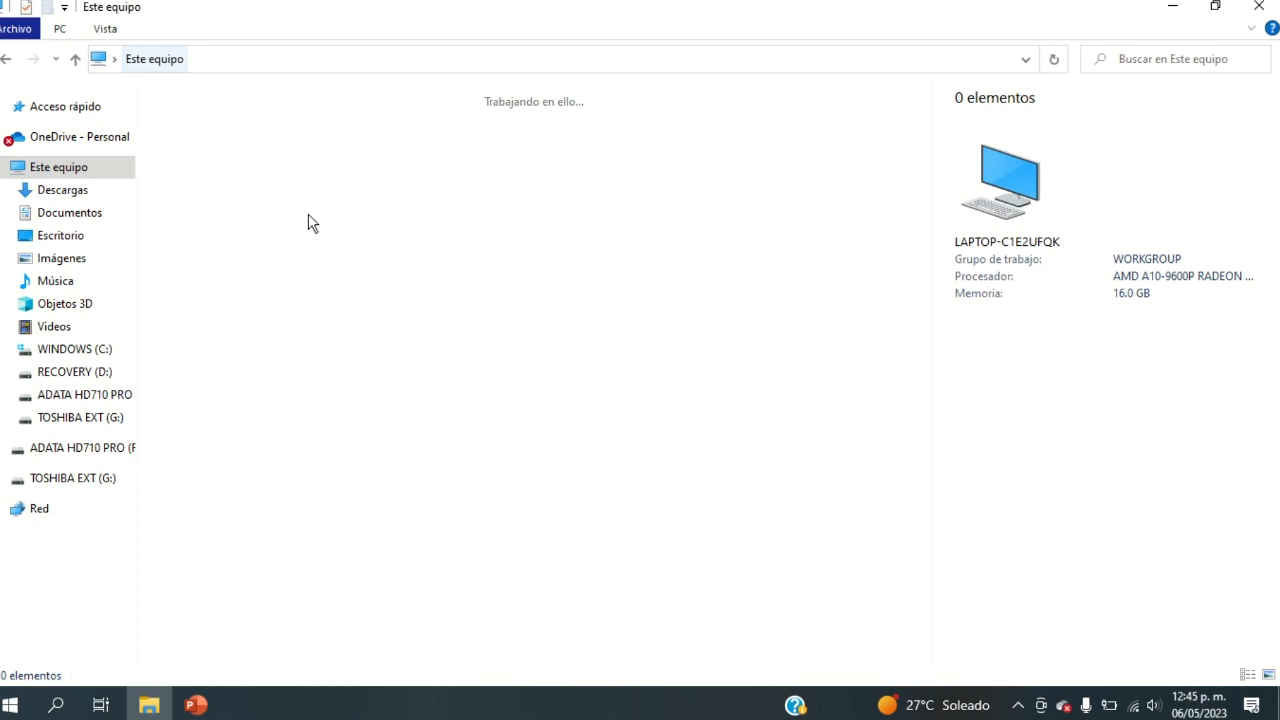 Este equipo
Archivo
PC
Vista
Este equipo
Buscar en Este equipo
Acceso rápido
OneDrive - Personal
Este equipo
Descargas
Documentos
Escritorio
Imágenes
Música
Objetos 3D
Videos
WINDOWS (C:)
RECOVERY (D:)
ADATA HD710 PRO
TOSHIBA EXT (G:)
ADATA HD710 PRO (F
TOSHIBA EXT (G:)
Red
Trabajando en ello...
0 elementos
LAPTOP-C1E2UFQK
Grupo de trabajo: WORKGROUP
Procesador: AMD A10-9600P RADEON ...
Memoria: 16.0 GB
0 elementos
27°C Soleado
12:45 p. m.
06/05/2023